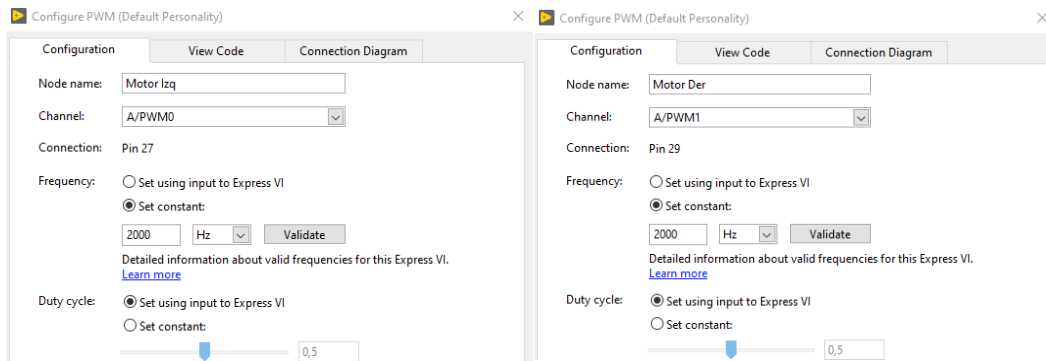 Configure PWM (Default Personality)
Configuration View Code Connection Diagram
Node name: Motor Izq
Channel: A/PWM0
Connection: Pin 27
Frequency: Set using input to Express VI
Set constant:
2000 Hz Validate
Detailed information about valid frequencies for this Express VI.
Learn more
Duty cycle: Set using input to Express VI
Set constant:
0,5
Configure PWM (Default Personality)
Configuration View Code Connection Diagram
Node name: Motor Der
Channel: A/PWM1
Connection: Pin 29
Frequency: Set using input to Express VI
Set constant:
2000 Hz Validate
Detailed information about valid frequencies for this Express VI.
Learn more
Duty cycle: Set using input to Express VI
Set constant:
0,5